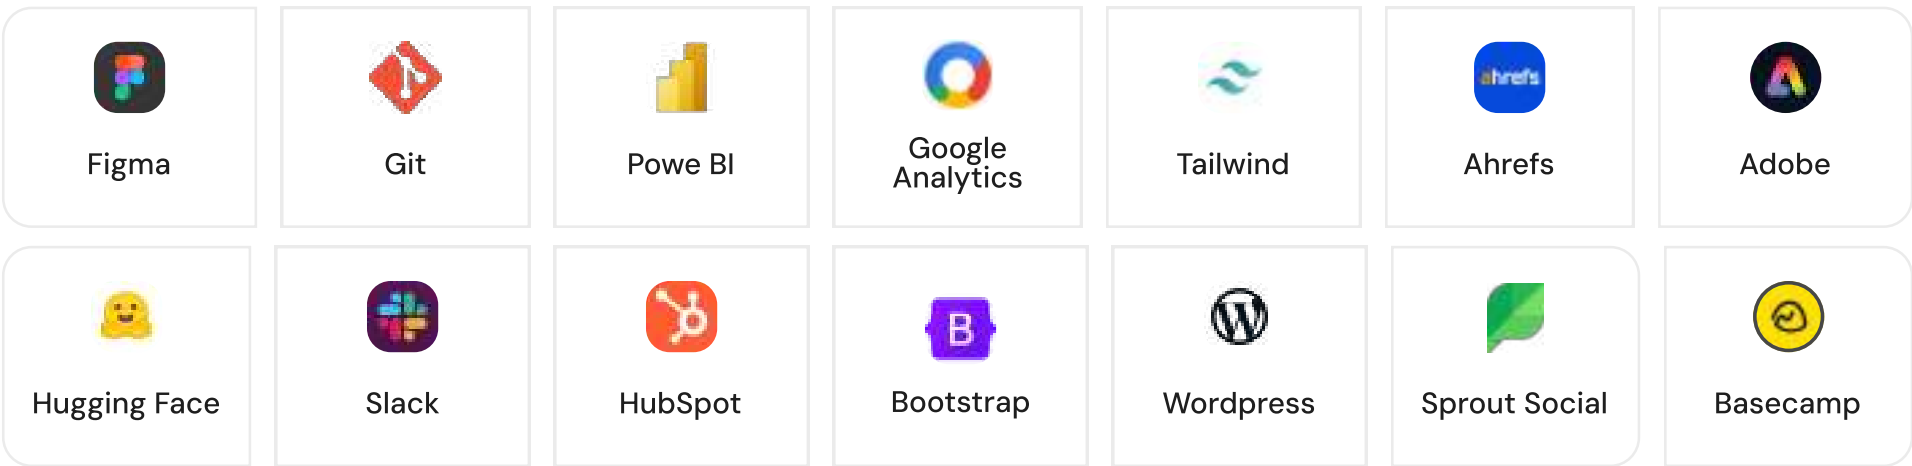 Figma
Git
Powe BI
Google
Analytics
Tailwind
ahrefs
Ahrefs
Adobe
Hugging Face
Slack
HubSpot
B
Bootstrap
W
Wordpress
Sprout Social
Basecamp